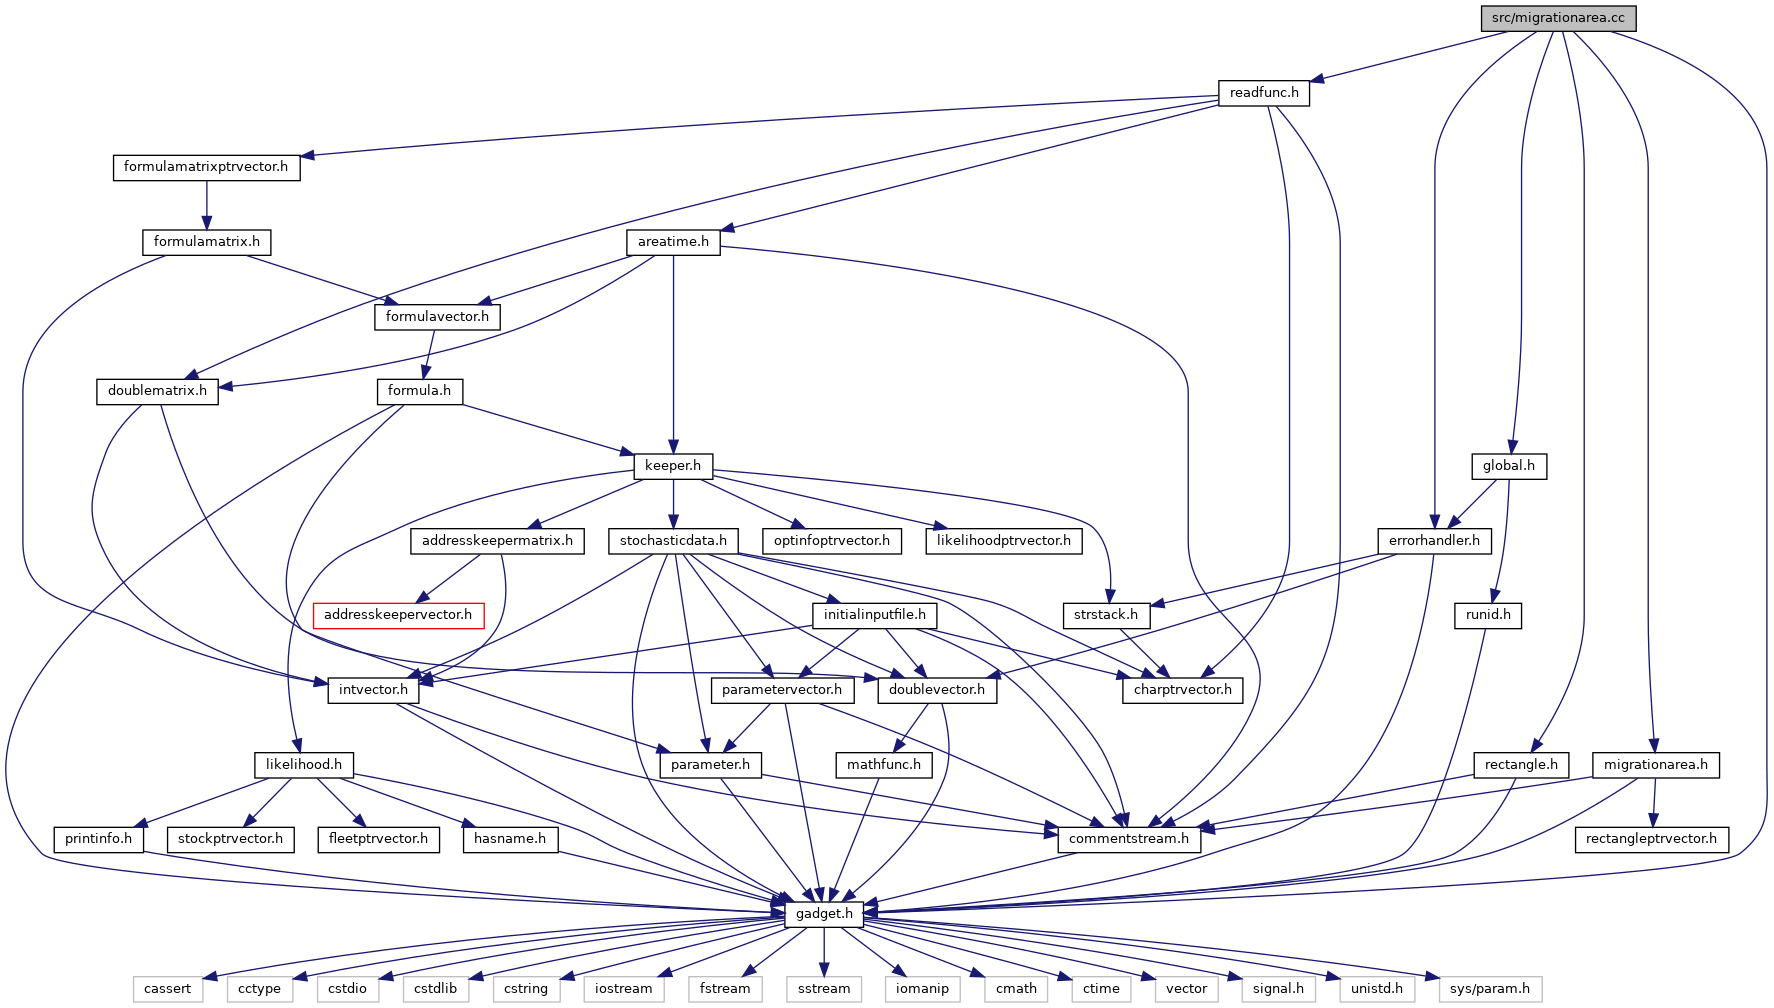 src/migrationarea.cc
readfunc.h
formulamatrixptrvector.h
formulamatrix.h
areatime.h
formulavector.h
doublematrix.h
formula.h
keeper.h
global.h
addresskeepermatrix.h
stochasticdata.h
optinfoptrvector.h
likelihoodptrvector.h
errorhandler.h
addresskeepervector.h
initialinputfile.h
strstack.h
runid.h
intvector.h
parametervector.h
doublevector.h
charptrvector.h
likelihood.h
parameter.h
mathfunc.h
rectangle.h
migrationarea.h
printinfo.h
stockptrvector.h
fleetptrvector.h
hasname.h
commentstream.h
rectangleptrvector.h
gadget.h
cassert
cctype
cstdio
cstdlib
cstring
iostream
fstream
sstream
iomanip
cmath
ctime
vector
signal.h
unistd.h
sys/param.h